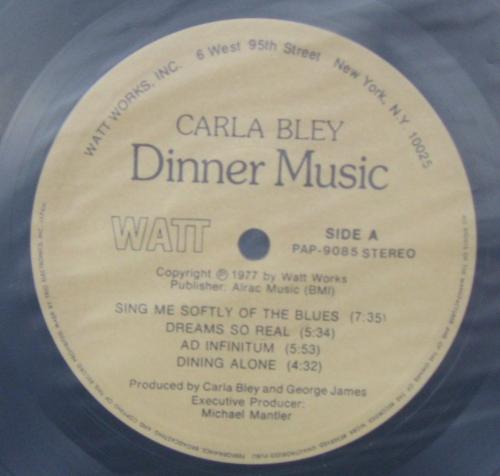 WATT WORKS, INC. 6 West 95th Street New York, N.Y. 10025
CARLA BLEY
Dinner Music
WATT
SIDE A
PAP-9085 STEREO
Copyright ℗ 1977 by Watt Works
Publisher: Alrac Music (BMI)
SING ME SOFTLY OF THE BLUES (7:35)
DREAMS SO REAL (5:34)
AD INFINITUM (5:53)
DINING ALONE (4:32)
Produced by Carla Bley and George James
Executive Producer:
Michael Mantler